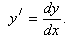 y' = dy/dx.